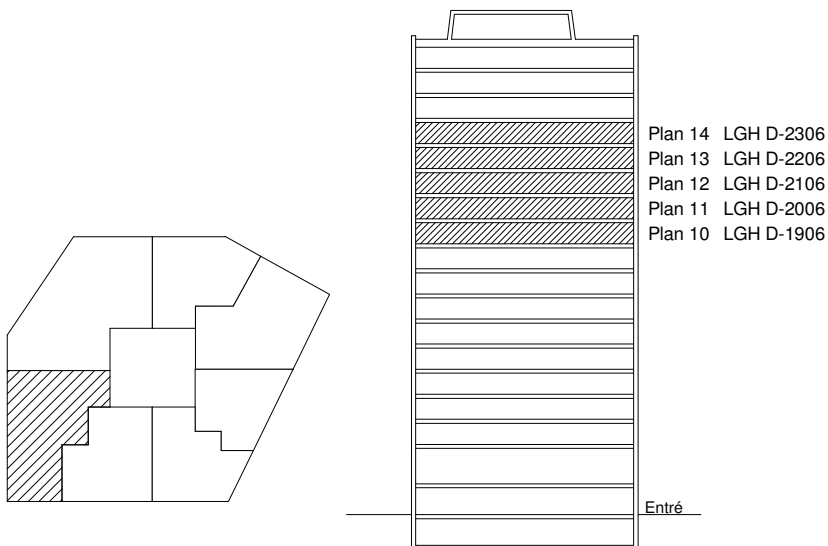 Plan 14 LGH D-2306
Plan 13 LGH D-2206
Plan 12 LGH D-2106
Plan 11 LGH D-2006
Plan 10 LGH D-1906
Entré